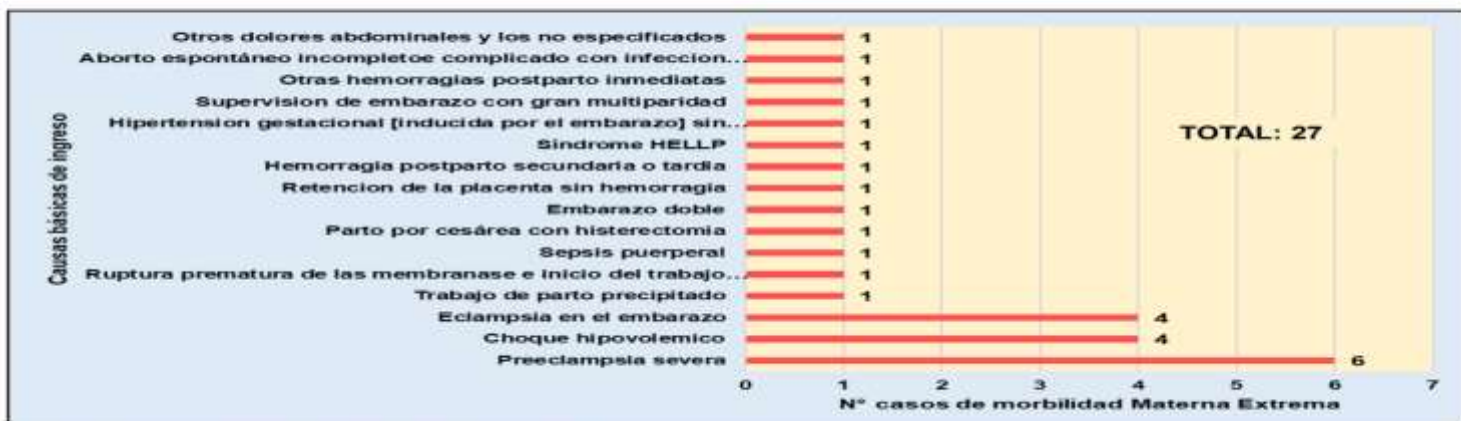 Causas básicas de ingreso
Otros dolores abdominales y los no especificados 1
Aborto espontáneo incompletoe complicado con infeccion... 1
Otras hemorragias postparto inmediatas 1
Supervision de embarazo con gran multiparidad 1
Hipertension gestacional [inducida por el embarazo] sin... 1
TOTAL: 27
Sindrome HELLP 1
Hemorragia postparto secundaria o tardia 1
Retencion de la placenta sin hemorragia 1
Embarazo doble 1
Parto por cesárea con histerectomia 1
Sepsis puerperal 1
Ruptura prematura de las membranase e inicio del trabajo... 1
Trabajo de parto precipitado 1
Eclampsia en el embarazo 4
Choque hipovolemico 4
Preeclampsia severa 6
0 1 2 3 4 5 6 7
N° casos de morbilidad Materna Extrema